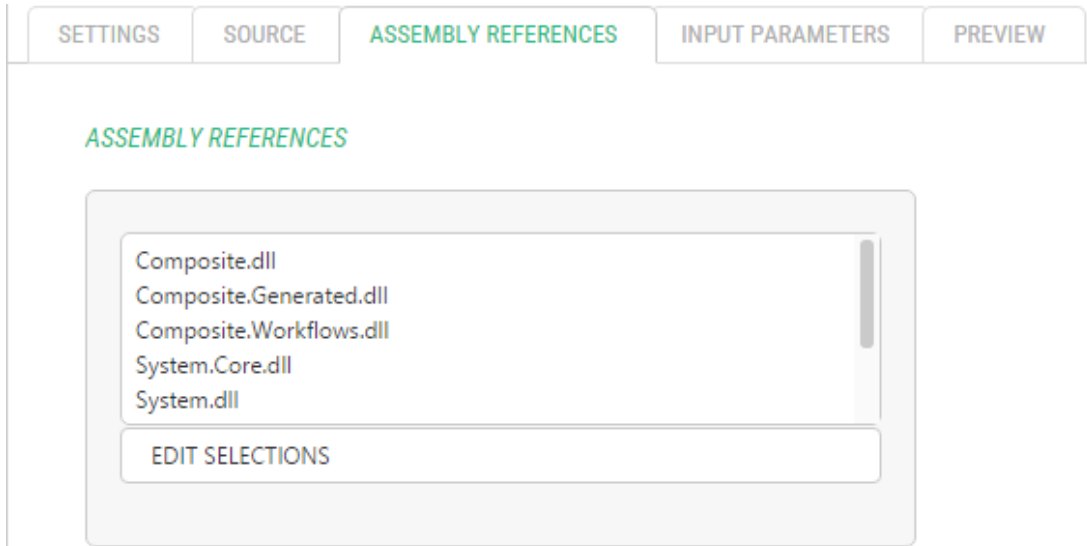 SETTINGS SOURCE ASSEMBLY REFERENCES INPUT PARAMETERS PREVIEW
ASSEMBLY REFERENCES
Composite.dll
Composite.Generated.dll
Composite.Workflows.dll
System.Core.dll
System.dll
EDIT SELECTIONS